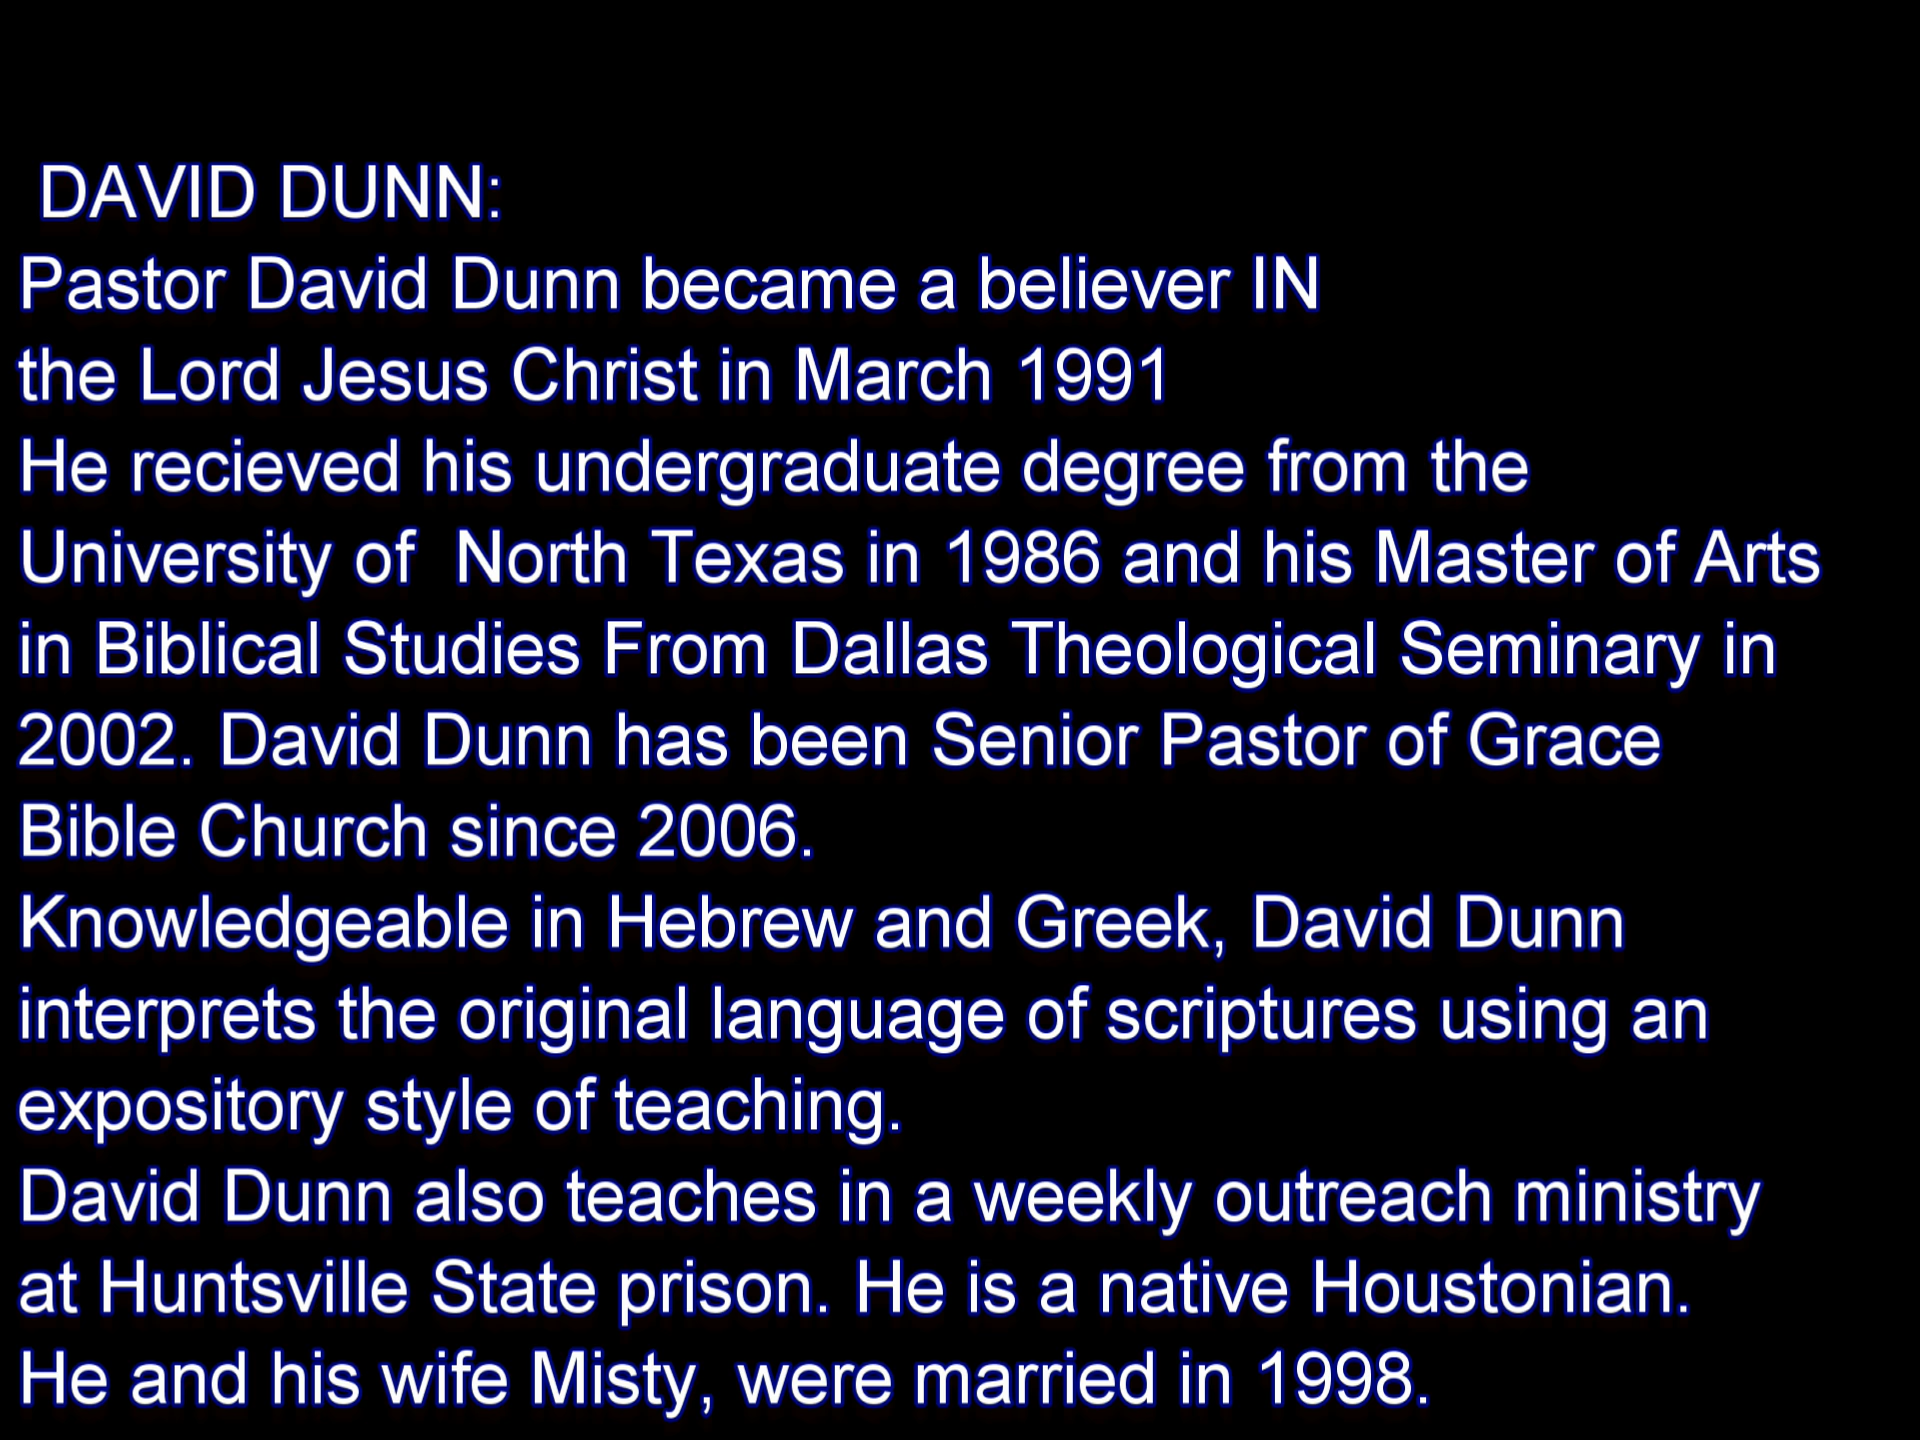 DAVID DUNN:
Pastor David Dunn became a believer IN
the Lord Jesus Christ in March 1991
He recieved his undergraduate degree from the
University of  North Texas in 1986 and his Master of Arts
in Biblical Studies From Dallas Theological Seminary in
2002. David Dunn has been Senior Pastor of Grace
Bible Church since 2006.
Knowledgeable in Hebrew and Greek, David Dunn
interprets the original language of scriptures using an
expository style of teaching.
David Dunn also teaches in a weekly outreach ministry
at Huntsville State prison. He is a native Houstonian.
He and his wife Misty, were married in 1998.